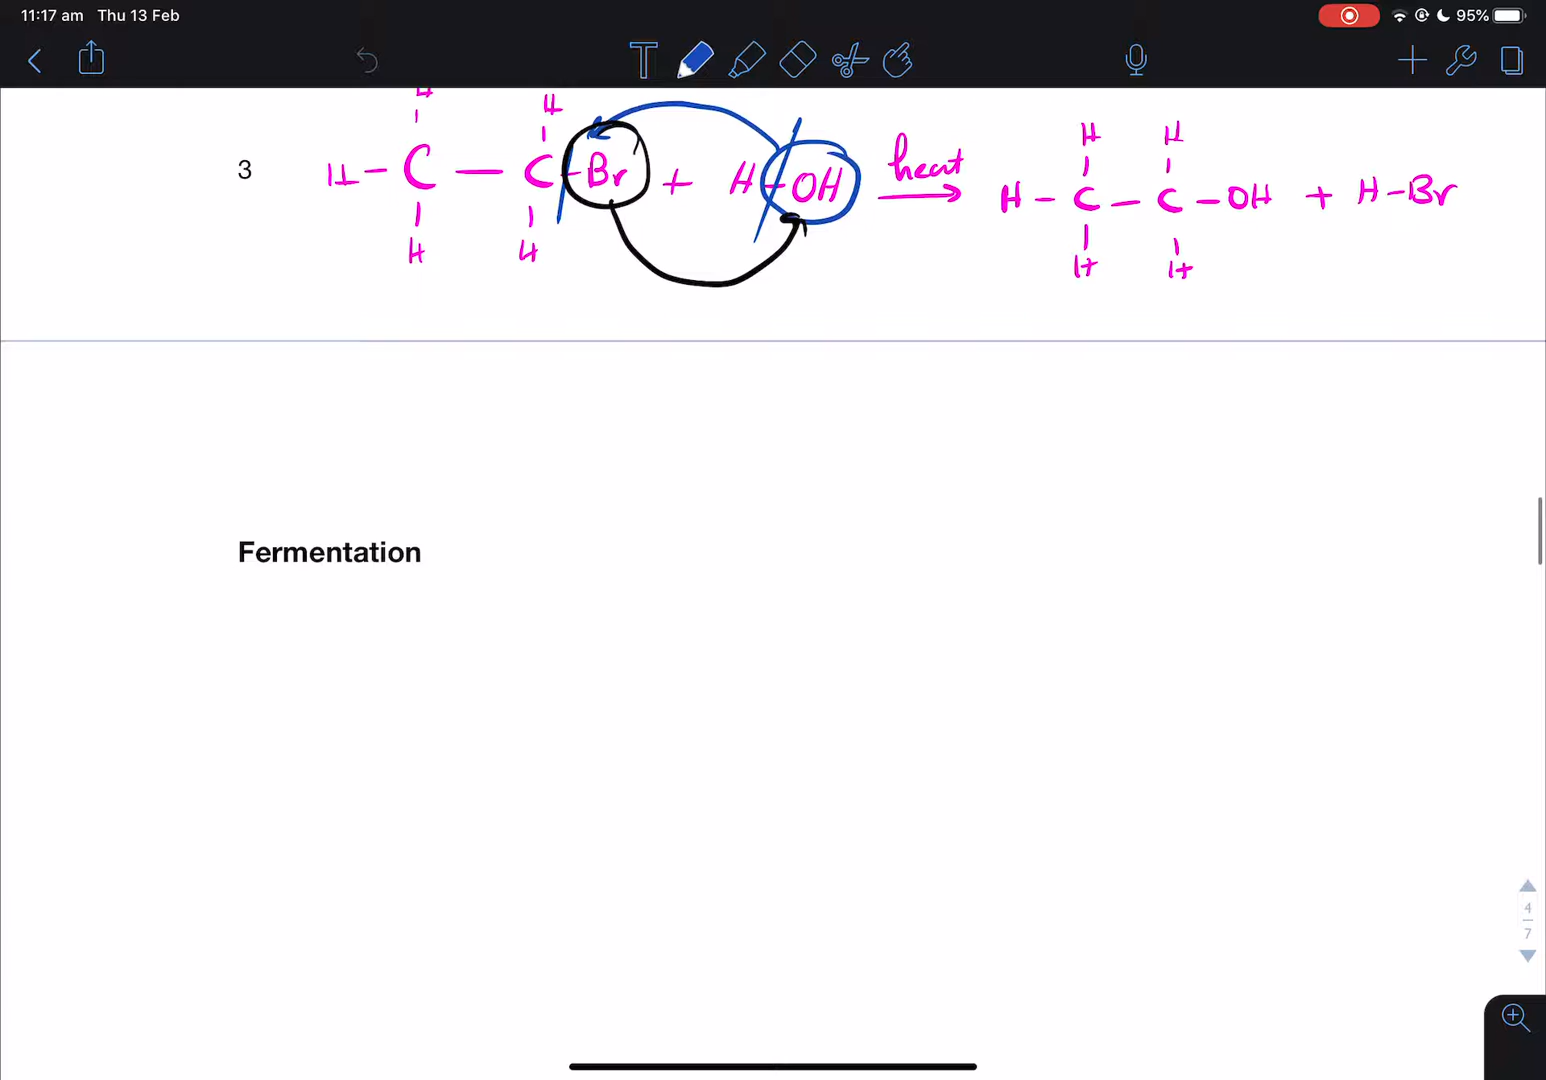 11:17 am Thu 13 Feb 95%
T
H H H H
3 H - C — C - Br + H - OH heat → H - C - C - OH + H - Br
H H H H
Fermentation
4
7